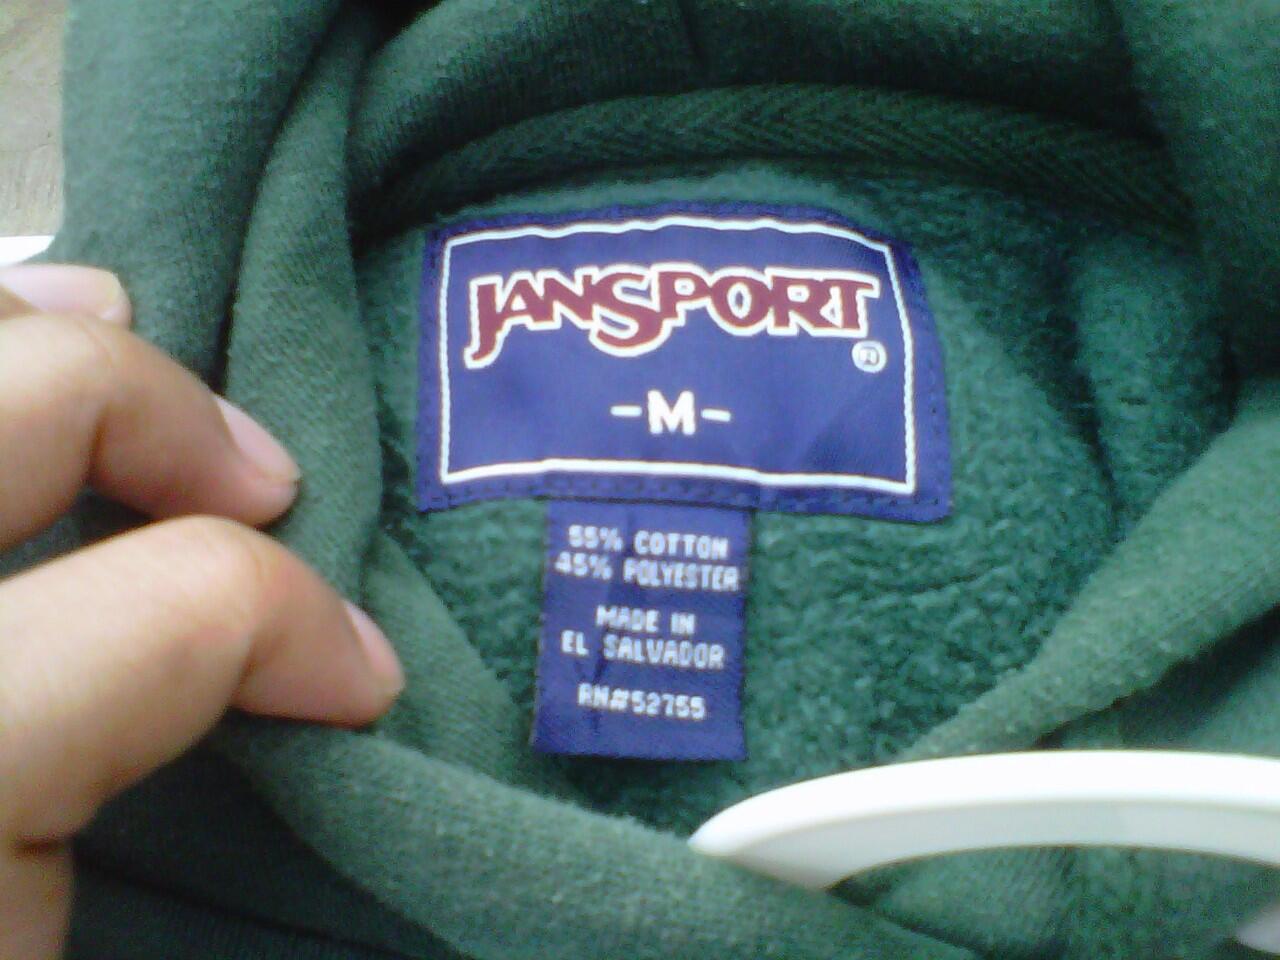 JANSPORT®
-M-
55% COTTON
45% POLYESTER
MADE IN
EL SALVADOR
RN#52755